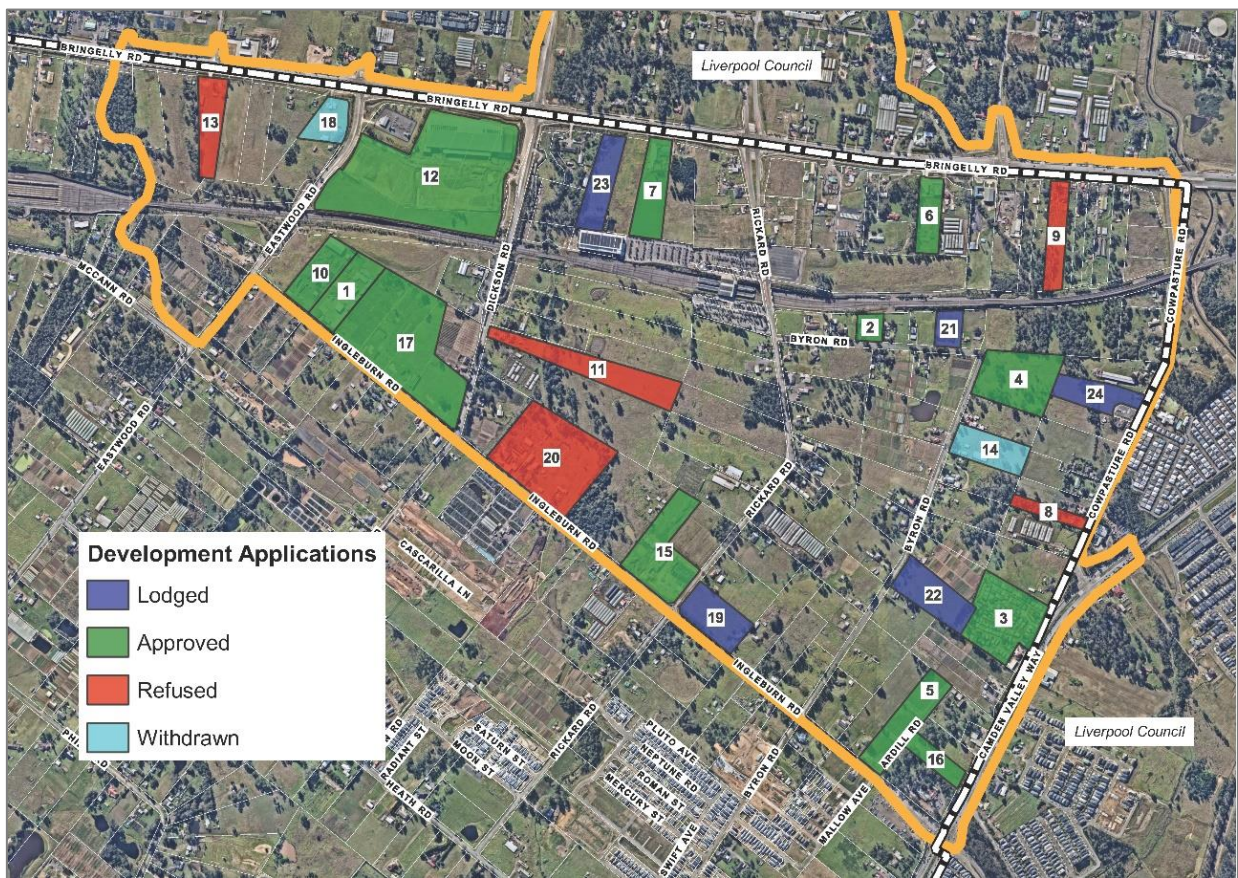 BRINGELLY RD
Liverpool Council
BRINGELLY RD
BRINGELLY RD
13
18
12
23
7
6
9
EASTWOOD RD
DICKSON RD
RICKARD RD
COWPASTURE RD
MCCANN RD
10
1
17
INGLEBURN RD
11
BYRON RD
2
21
4
24
EASTWOOD RD
20
14
8
COWPASTURE RD
RICKARD RD
BYRON RD
INGLEBURN RD
CASCARILLA LN
15
19
22
3
Development Applications
Lodged
Approved
Refused
Withdrawn
INGLEBURN RD
5
ARDILL RD
16
CAMDEN VALLEY WAY
Liverpool Council
RICKARD RD
PLUTO AVE
NEPTUNE RD
ROMAN ST
MERCURY ST
SWIFT AVE
BYRON RD
MALLOW AVE
SATURN ST
MOON ST
RADIANT ST
HEATH RD